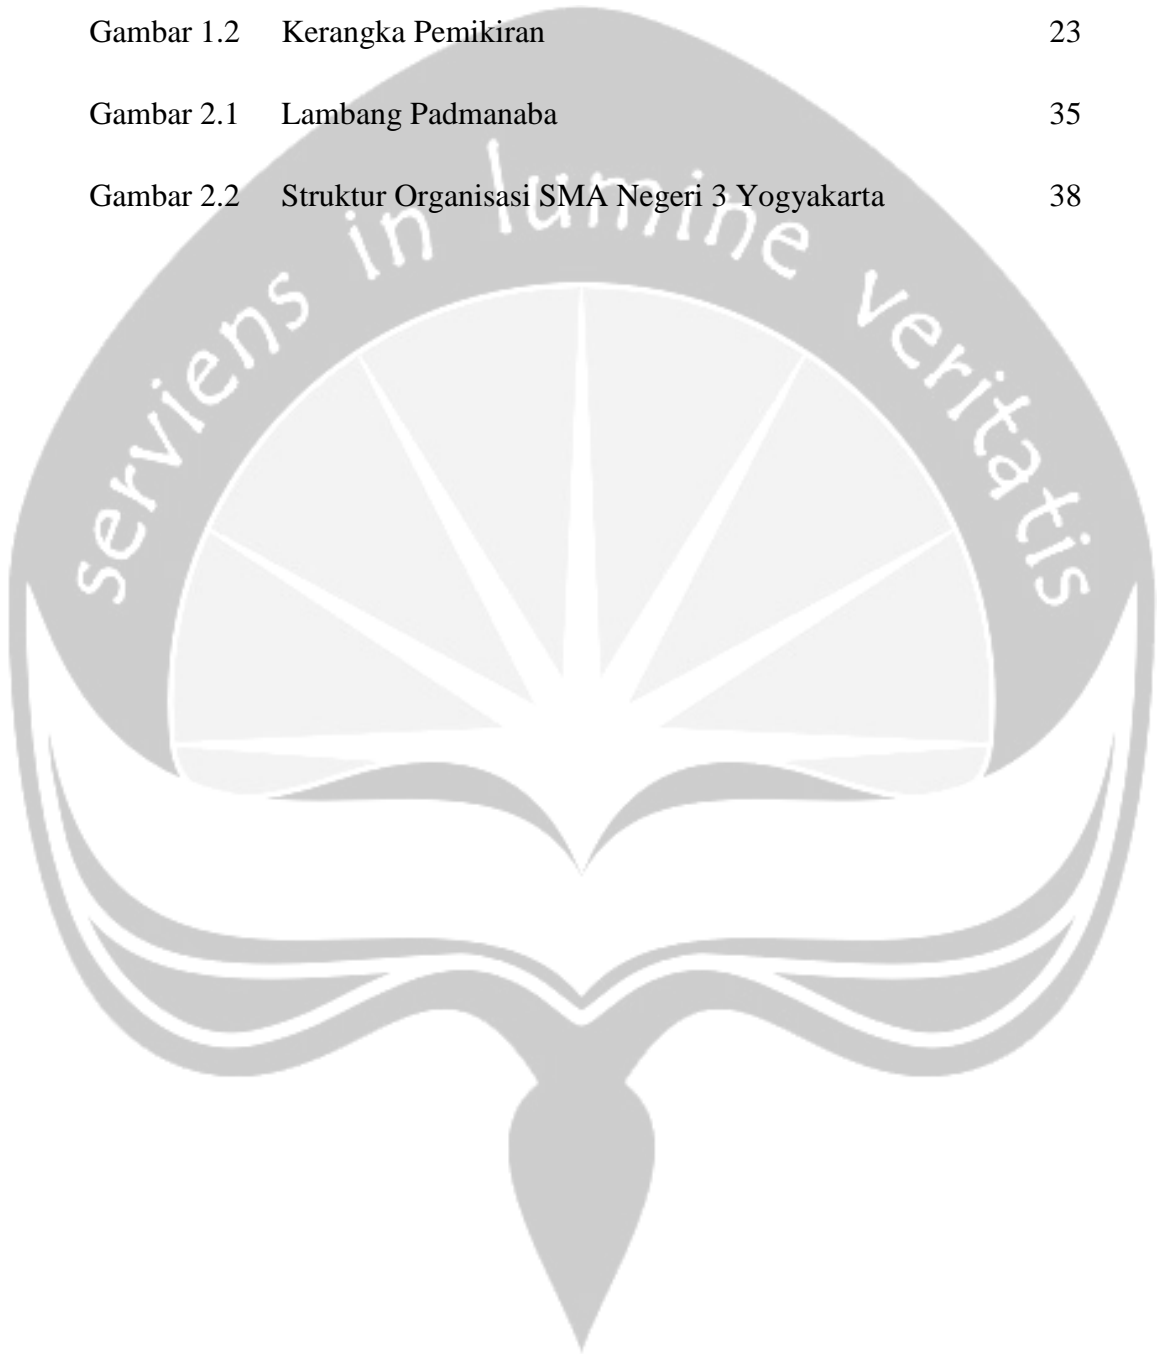 Gambar 1.2 Kerangka Pemikiran 23
Gambar 2.1 Lambang Padmanaba 35
Gambar 2.2 Struktur Organisasi SMA Negeri 3 Yogyakarta 38
serviens in lumine veritatis